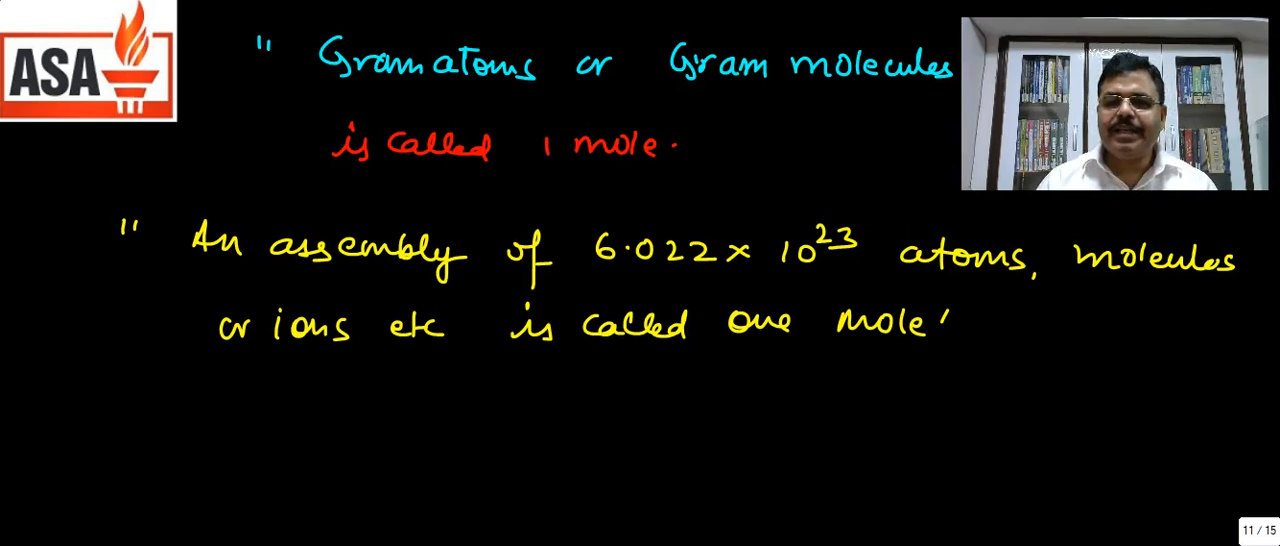 ASA
" Gram atoms or Gram molecules
is called 1 mole.
" An assembly of 6.022 × 10²³ atoms, molecules
or ions etc is called one mole'
11 / 15